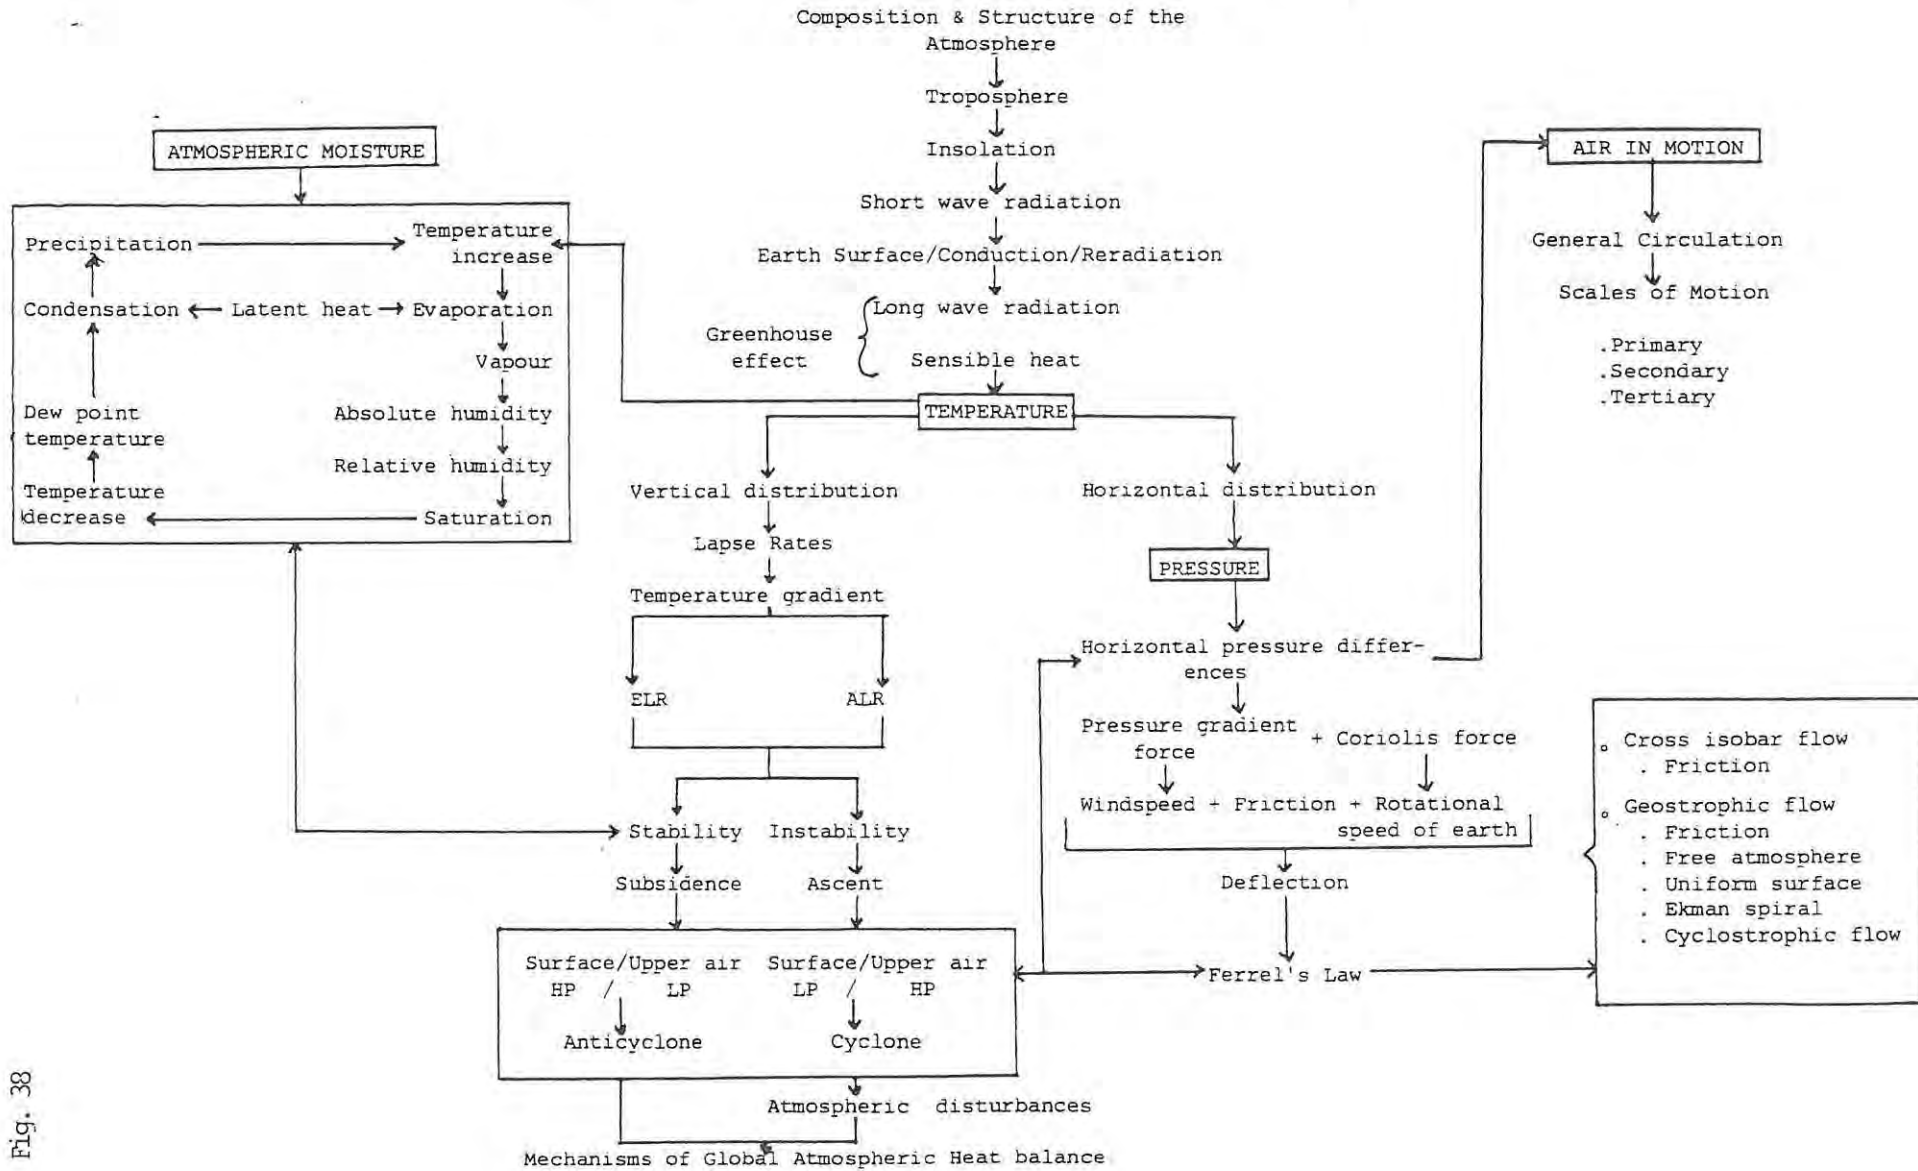 Composition & Structure of the
Atmosphere
Troposphere
Insolation
Short wave radiation
Earth Surface/Conduction/Reradiation
Long wave radiation
Greenhouse
effect
Sensible heat
TEMPERATURE
ATMOSPHERIC MOISTURE
Precipitation
Temperature
increase
Condensation
Latent heat
Evaporation
Vapour
Dew point
temperature
Absolute humidity
Relative humidity
Temperature
decrease
Saturation
Vertical distribution
Lapse Rates
Temperature gradient
ELR
ALR
Stability
Instability
Subsidence
Ascent
Surface/Upper air
HP / LP
Anticyclone
Surface/Upper air
LP / HP
Cyclone
Atmospheric disturbances
Mechanisms of Global Atmospheric Heat balance
Horizontal distribution
PRESSURE
Horizontal pressure differ-
ences
Pressure gradient
force
+ Coriolis force
Windspeed + Friction + Rotational
speed of earth
Deflection
Ferrel's Law
AIR IN MOTION
General Circulation
Scales of Motion
.Primary
.Secondary
.Tertiary
° Cross isobar flow
. Friction
° Geostrophic flow
. Friction
. Free atmosphere
. Uniform surface
. Ekman spiral
. Cyclostrophic flow
Fig. 38